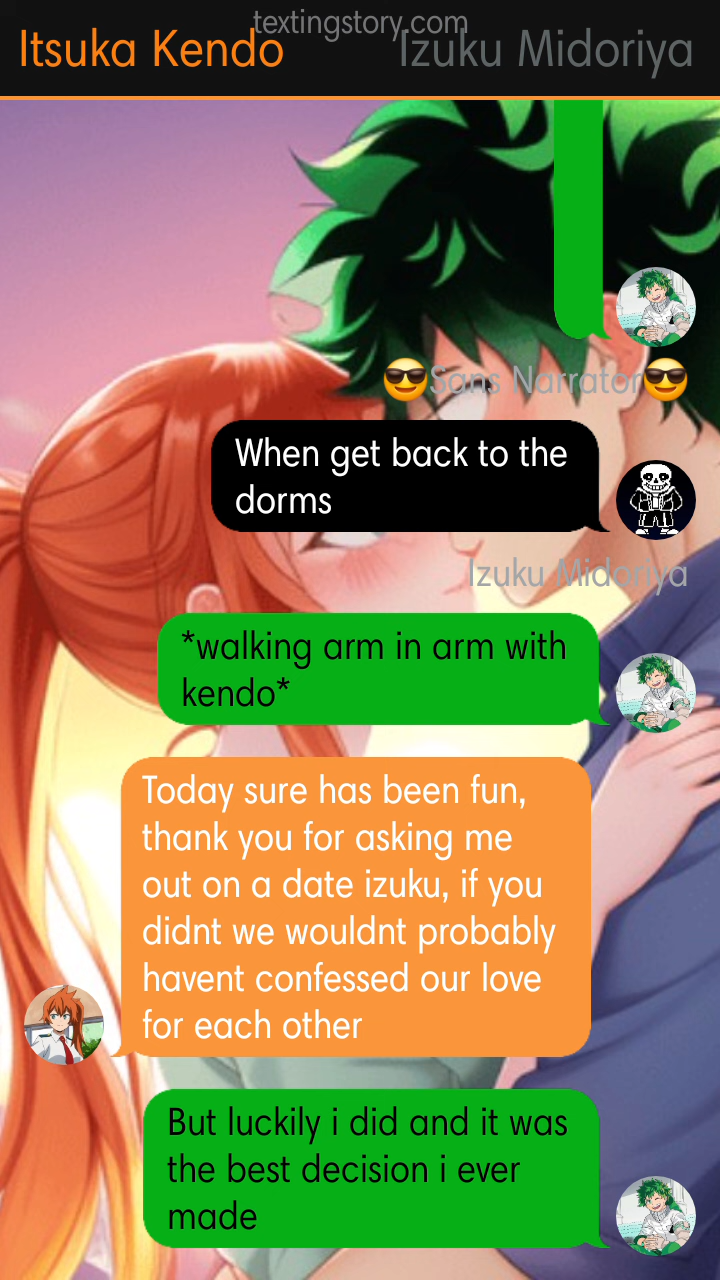 textingstory.com
Itsuka Kendo
Izuku Midoriya
😎Sans Narrator😎
When get back to the
dorms
Izuku Midoriya
*walking arm in arm with
kendo*
Today sure has been fun,
thank you for asking me
out on a date izuku, if you
didnt we wouldnt probably
havent confessed our love
for each other
But luckily i did and it was
the best decision i ever
made